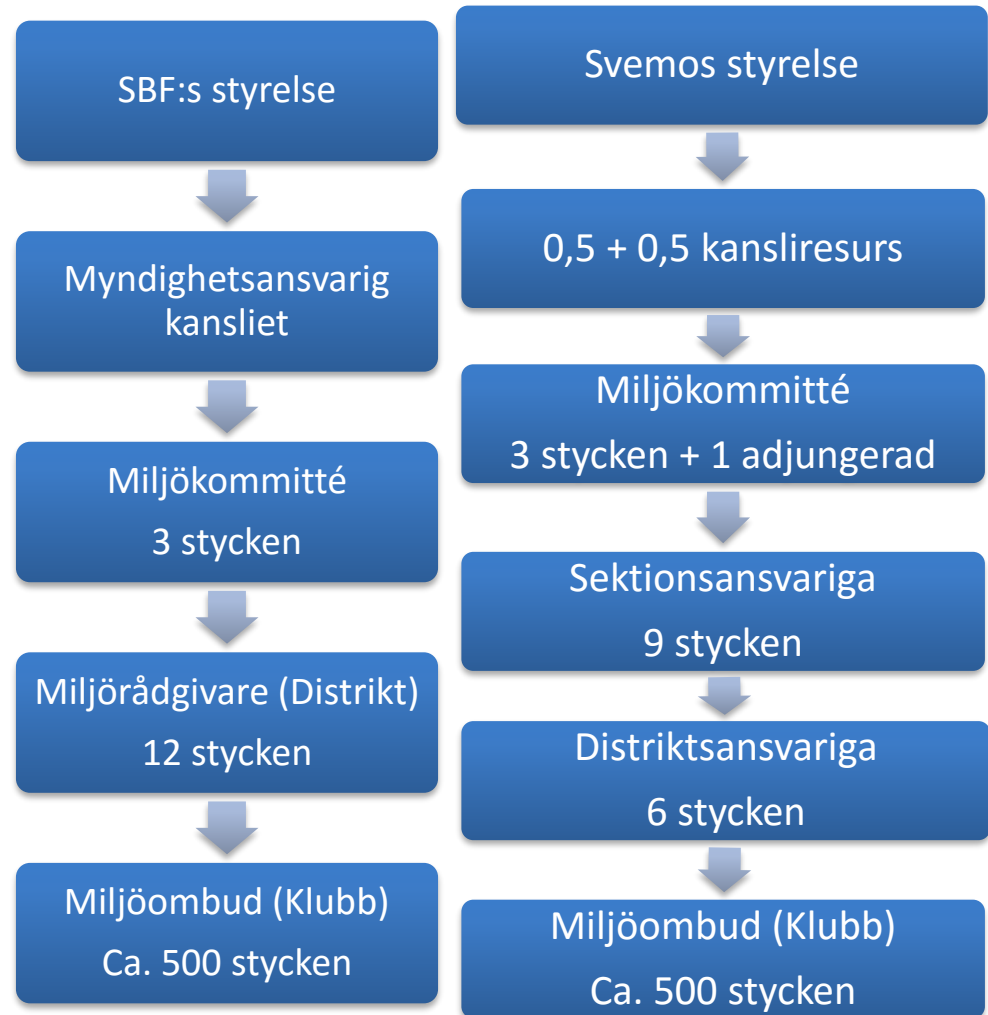 SBF:s styrelse
Myndighetsansvarig
kansliet
Miljökommitté
3 stycken
Miljörådgivare (Distrikt)
12 stycken
Miljöombud (Klubb)
Ca. 500 stycken
Svemos styrelse
0,5 + 0,5 kansliresurs
Miljökommitté
3 stycken + 1 adjungerad
Sektionsansvariga
9 stycken
Distriktsansvariga
6 stycken
Miljöombud (Klubb)
Ca. 500 stycken